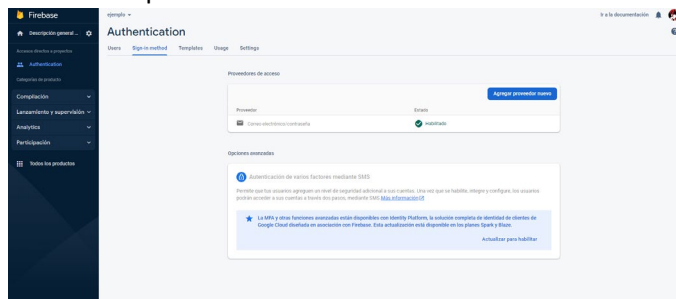 Firebase
ejemplo
Ir a la documentación
Descripción general ...
Authentication
Users
Sign-in method
Templates
Usage
Settings
Accesos directos a proyectos
Authentication
Categorías de producto
Compilación
Lanzamiento y supervisión
Analytics
Participación
Todos los productos
Proveedores de acceso
Agregar proveedor nuevo
Proveedor
Estado
Correo electrónico/contraseña
Habilitado
Opciones avanzadas
Autenticación de varios factores mediante SMS
Permite que tus usuarios agreguen un nivel de seguridad adicional a sus cuentas. Una vez que se habilite, integre y configure, los usuarios
podrán acceder a sus cuentas a través dos pasos, mediante SMS. Más información
La MFA y otras funciones avanzadas están disponibles con Identity Platform, la solución completa de identidad de clientes de
Google Cloud diseñada en asociación con Firebase. Esta actualización está disponible en los planes Spark y Blaze.
Actualizar para habilitar